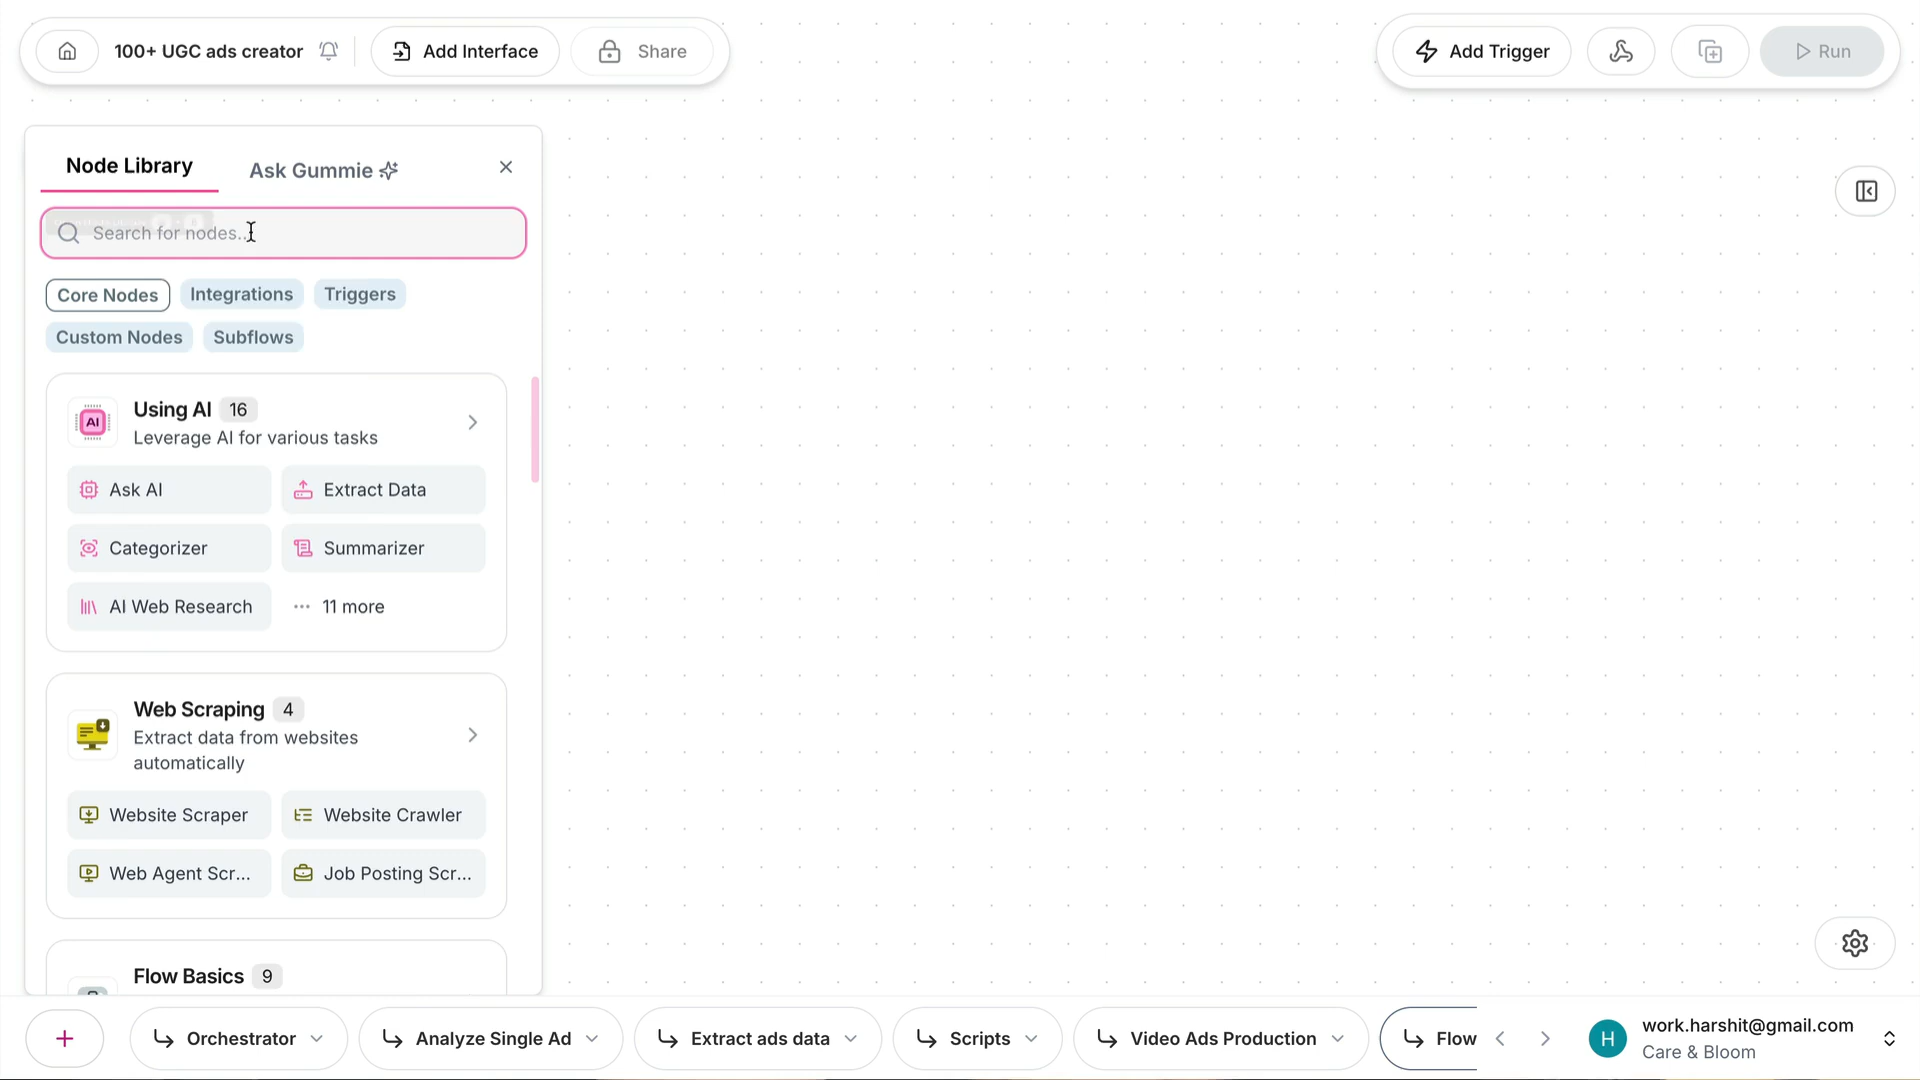 100+ UGC ads creator
Add Interface
Share
Add Trigger
Run
Node Library
Ask Gummie
Search for nodes...
Core Nodes
Integrations
Triggers
Custom Nodes
Subflows
Using AI 16
Leverage AI for various tasks
AI
Ask AI
Extract Data
Categorizer
Summarizer
AI Web Research
··· 11 more
Web Scraping 4
Extract data from websites
automatically
Website Scraper
Website Crawler
Web Agent Scr...
Job Posting Scr...
Flow Basics 9
+
Orchestrator
Analyze Single Ad
Extract ads data
Scripts
Video Ads Production
Flow
H
work.harshit@gmail.com
Care & Bloom